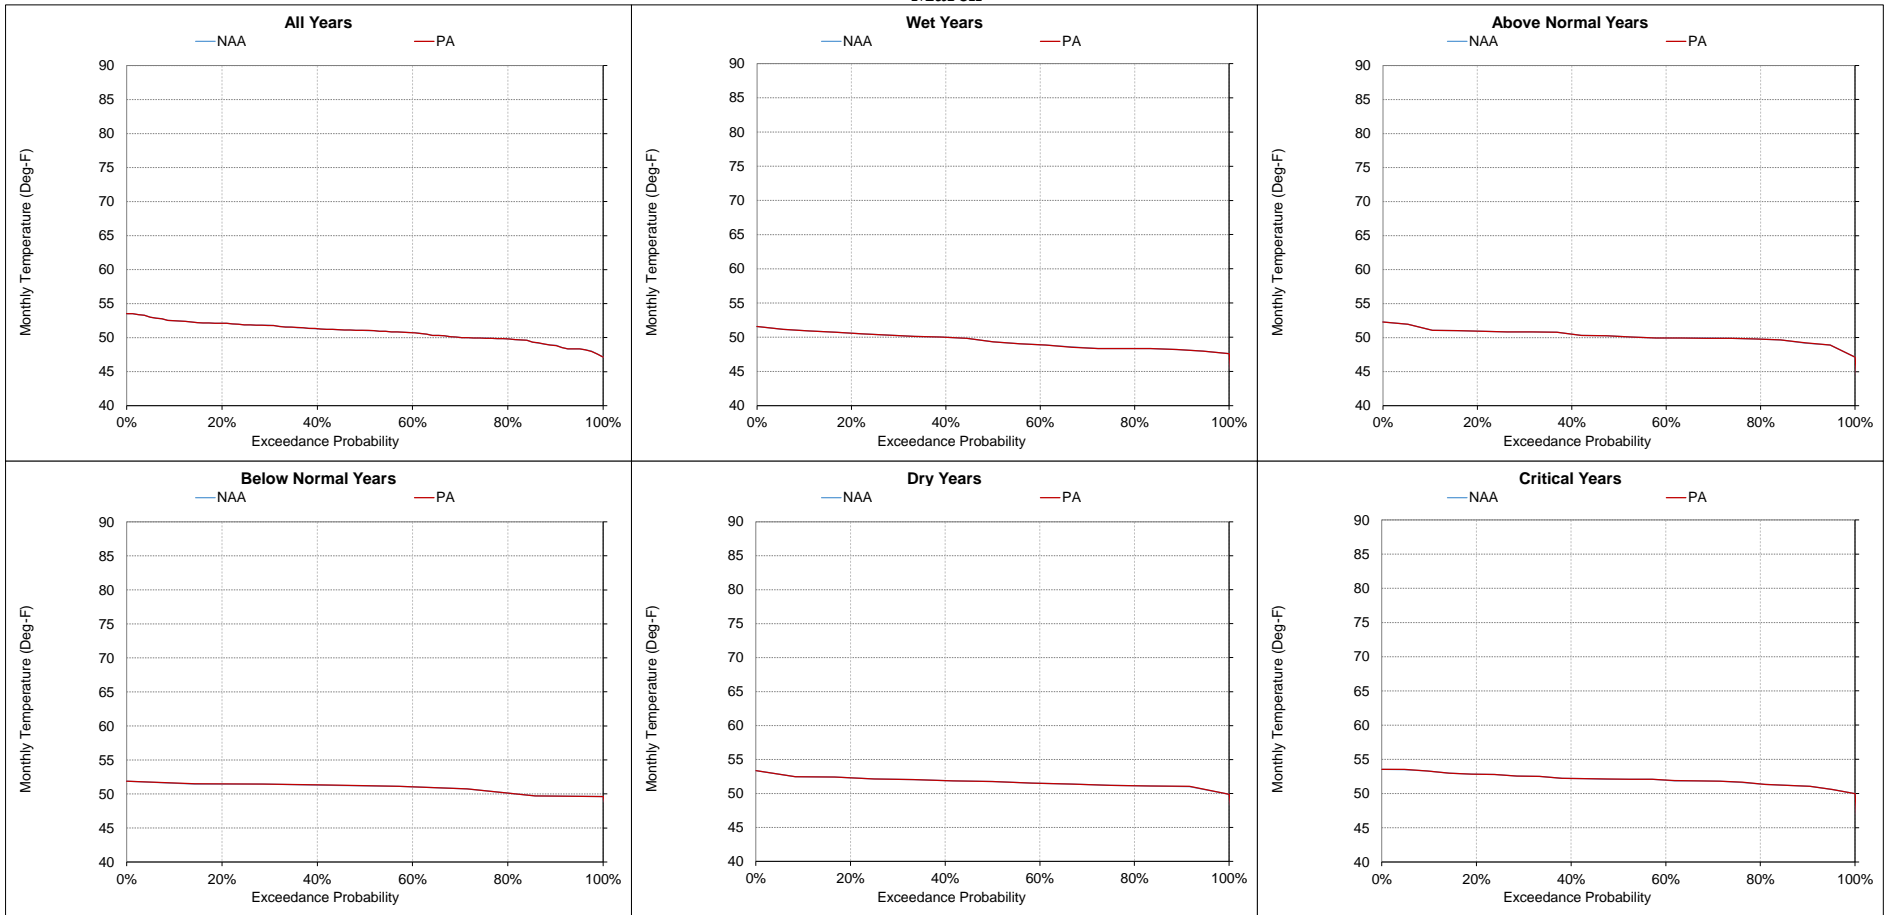 All Years
NAA PA
90
85
80
75
70
65
60
55
50
45
40
Monthly Temperature (Deg-F)
0% 20% 40% 60% 80% 100%
Exceedance Probability
Wet Years
NAA PA
90
85
80
75
70
65
60
55
50
45
40
Monthly Temperature (Deg-F)
0% 20% 40% 60% 80% 100%
Exceedance Probability
Above Normal Years
NAA PA
90
85
80
75
70
65
60
55
50
45
40
Monthly Temperature (Deg-F)
0% 20% 40% 60% 80% 100%
Exceedance Probability
Below Normal Years
NAA PA
90
85
80
75
70
65
60
55
50
45
40
Monthly Temperature (Deg-F)
0% 20% 40% 60% 80% 100%
Exceedance Probability
Dry Years
NAA PA
90
85
80
75
70
65
60
55
50
45
40
Monthly Temperature (Deg-F)
0% 20% 40% 60% 80% 100%
Exceedance Probability
Critical Years
NAA PA
90
85
80
75
70
65
60
55
50
45
40
Monthly Temperature (Deg-F)
0% 20% 40% 60% 80% 100%
Exceedance Probability